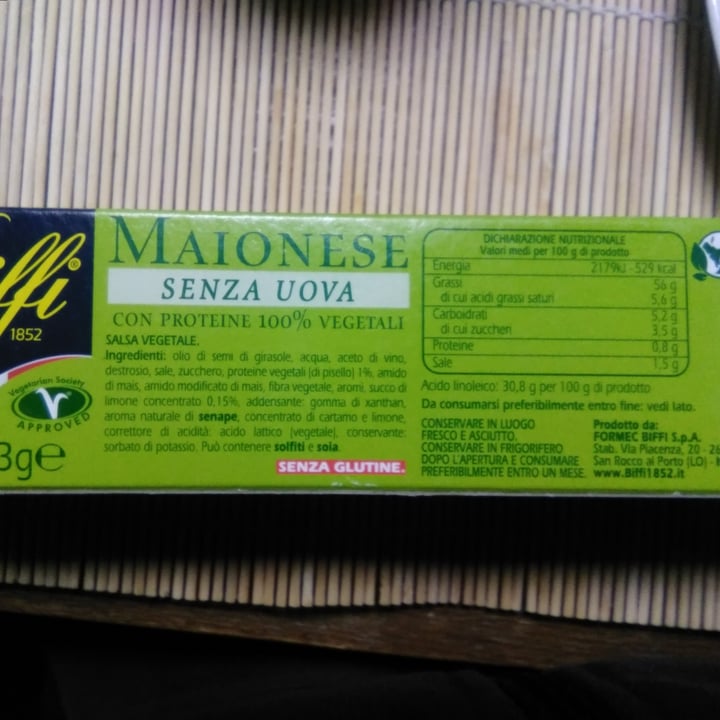 1852
Vegetarian Society
APPROVED
3g℮
MAIONESE
SENZA UOVA
CON PROTEINE 100% VEGETALI
SALSA VEGETALE.
Ingredienti: olio di semi di girasole, acqua, aceto di vino,
destrosio, sale, zucchero, proteine vegetali (di pisello) 1%, amido
di mais, amido modificato di mais, fibra vegetale, aromi, succo di
limone concentrato 0,15%, addensante: gomma di xanthan,
aroma naturale di senape, concentrato di cartamo e limone,
correttore di acidità: acido lattico (vegetale), conservante:
sorbato di potassio. Può contenere solfiti e soia.
SENZA GLUTINE.
DICHIARAZIONE NUTRIZIONALE
Valori medi per 100 g di prodotto
Energia 2179kJ - 529 kcal
Grassi 56 g
di cui acidi grassi saturi 5,6 g
Carboidrati 5,2 g
di cui zuccheri 3,5 g
Proteine 0,8 g
Sale 1,5 g
Acido linoleico: 30,8 g per 100 g di prodotto
Da consumarsi preferibilmente entro fine: vedi lato.
CONSERVARE IN LUOGO
FRESCO E ASCIUTTO.
CONSERVARE IN FRIGORIFERO
DOPO L'APERTURA E CONSUMARE
PREFERIBILMENTE ENTRO UN MESE.
Prodotto da:
FORMEC BIFFI S.p.A.
Stab. Via Piacenza, 20 - 26
San Rocco al Porto (LO) -
www.Biffi1852.it